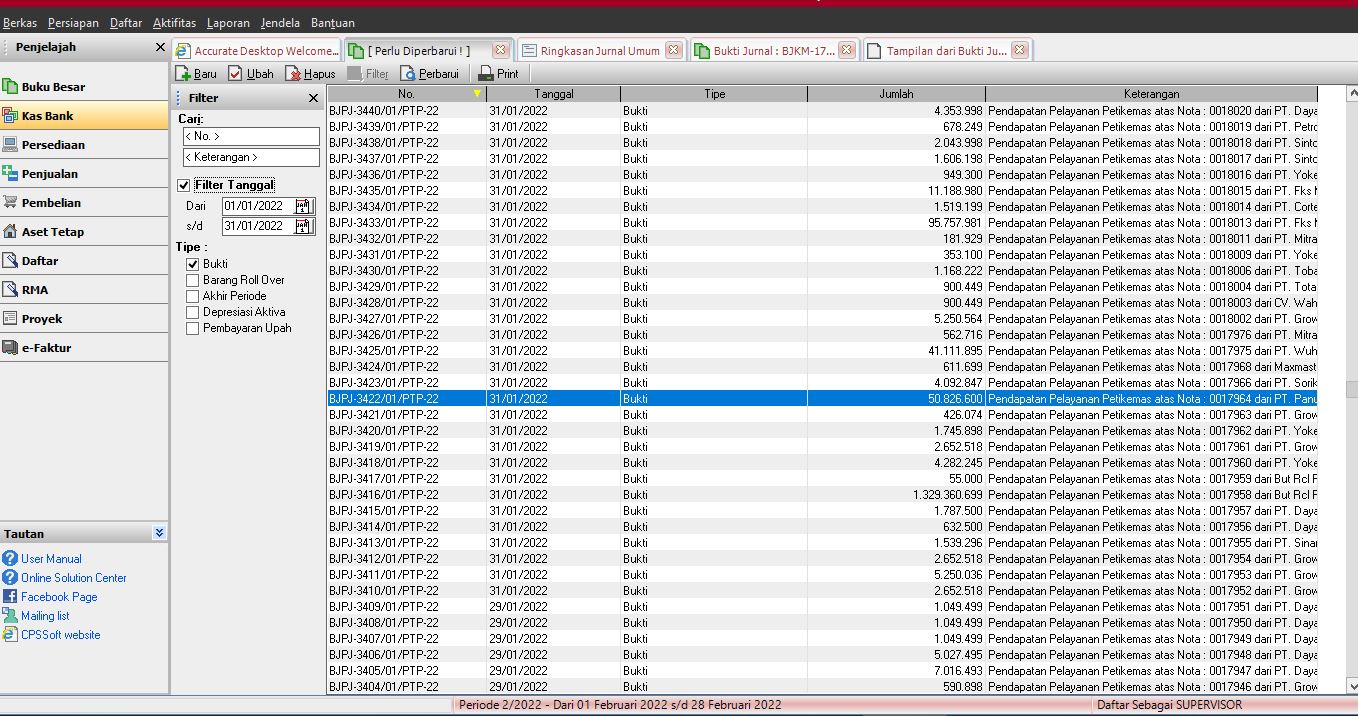 Berkas Persiapan Daftar Aktifitas Laporan Jendela Bantuan
Penjelajah
Accurate Desktop Welcome... [ Perlu Diperbarui ! ] Ringkasan Jurnal Umum Bukti Jurnal : BJKM-17... Tampilan dari Bukti Ju...
Baru Ubah Hapus Filter Perbarui Print
Buku Besar
Kas Bank
Persediaan
Penjualan
Pembelian
Aset Tetap
Daftar
RMA
Proyek
e-Faktur
Tautan
User Manual
Online Solution Center
Facebook Page
Mailing list
CPSSoft website
Filter
Cari:
< No. >
< Keterangan >
Filter Tanggal
Dari 01/01/2022
s/d 31/01/2022
Tipe :
Bukti
Barang Roll Over
Akhir Periode
Depresiasi Aktiva
Pembayaran Upah
No. Tanggal Tipe Jumlah Keterangan
BJPJ-3440/01/PTP-22 31/01/2022 Bukti 4.353.998 Pendapatan Pelayanan Petikemas atas Nota : 0018020 dari PT. Daya
BJPJ-3439/01/PTP-22 31/01/2022 Bukti 678.249 Pendapatan Pelayanan Petikemas atas Nota : 0018019 dari PT. Petro
BJPJ-3438/01/PTP-22 31/01/2022 Bukti 2.043.998 Pendapatan Pelayanan Petikemas atas Nota : 0018018 dari PT. Sinto
BJPJ-3437/01/PTP-22 31/01/2022 Bukti 1.606.198 Pendapatan Pelayanan Petikemas atas Nota : 0018017 dari PT. Sinto
BJPJ-3436/01/PTP-22 31/01/2022 Bukti 949.300 Pendapatan Pelayanan Petikemas atas Nota : 0018016 dari PT. Yoke
BJPJ-3435/01/PTP-22 31/01/2022 Bukti 11.188.980 Pendapatan Pelayanan Petikemas atas Nota : 0018015 dari PT. Fks
BJPJ-3434/01/PTP-22 31/01/2022 Bukti 1.519.199 Pendapatan Pelayanan Petikemas atas Nota : 0018014 dari PT. Corte
BJPJ-3433/01/PTP-22 31/01/2022 Bukti 95.757.981 Pendapatan Pelayanan Petikemas atas Nota : 0018013 dari PT. Fks
BJPJ-3432/01/PTP-22 31/01/2022 Bukti 181.929 Pendapatan Pelayanan Petikemas atas Nota : 0018011 dari PT. Mitra
BJPJ-3431/01/PTP-22 31/01/2022 Bukti 353.100 Pendapatan Pelayanan Petikemas atas Nota : 0018009 dari PT. Yoke
BJPJ-3430/01/PTP-22 31/01/2022 Bukti 1.168.222 Pendapatan Pelayanan Petikemas atas Nota : 0018006 dari PT. Toba
BJPJ-3429/01/PTP-22 31/01/2022 Bukti 900.449 Pendapatan Pelayanan Petikemas atas Nota : 0018004 dari PT. Tota
BJPJ-3428/01/PTP-22 31/01/2022 Bukti 900.449 Pendapatan Pelayanan Petikemas atas Nota : 0018003 dari CV. Wah
BJPJ-3427/01/PTP-22 31/01/2022 Bukti 5.250.564 Pendapatan Pelayanan Petikemas atas Nota : 0018002 dari PT. Grow
BJPJ-3426/01/PTP-22 31/01/2022 Bukti 562.716 Pendapatan Pelayanan Petikemas atas Nota : 0017976 dari PT. Mitra
BJPJ-3425/01/PTP-22 31/01/2022 Bukti 41.111.895 Pendapatan Pelayanan Petikemas atas Nota : 0017975 dari PT. Wuh
BJPJ-3424/01/PTP-22 31/01/2022 Bukti 611.699 Pendapatan Pelayanan Petikemas atas Nota : 0017968 dari Maxmast
BJPJ-3423/01/PTP-22 31/01/2022 Bukti 4.092.847 Pendapatan Pelayanan Petikemas atas Nota : 0017966 dari PT. Sorik
BJPJ-3422/01/PTP-22 31/01/2022 Bukti 50.826.600 Pendapatan Pelayanan Petikemas atas Nota : 0017964 dari PT. Panu
BJPJ-3421/01/PTP-22 31/01/2022 Bukti 426.074 Pendapatan Pelayanan Petikemas atas Nota : 0017963 dari PT. Grow
BJPJ-3420/01/PTP-22 31/01/2022 Bukti 1.745.898 Pendapatan Pelayanan Petikemas atas Nota : 0017962 dari PT. Yoke
BJPJ-3419/01/PTP-22 31/01/2022 Bukti 2.652.518 Pendapatan Pelayanan Petikemas atas Nota : 0017961 dari PT. Grow
BJPJ-3418/01/PTP-22 31/01/2022 Bukti 4.282.245 Pendapatan Pelayanan Petikemas atas Nota : 0017960 dari PT. Yoke
BJPJ-3417/01/PTP-22 31/01/2022 Bukti 55.000 Pendapatan Pelayanan Petikemas atas Nota : 0017959 dari But Rcl F
BJPJ-3416/01/PTP-22 31/01/2022 Bukti 1.329.360.699 Pendapatan Pelayanan Petikemas atas Nota : 0017958 dari But Rcl F
BJPJ-3415/01/PTP-22 31/01/2022 Bukti 1.787.500 Pendapatan Pelayanan Petikemas atas Nota : 0017957 dari PT. Daya
BJPJ-3414/01/PTP-22 31/01/2022 Bukti 632.500 Pendapatan Pelayanan Petikemas atas Nota : 0017956 dari PT. Daya
BJPJ-3413/01/PTP-22 31/01/2022 Bukti 1.539.296 Pendapatan Pelayanan Petikemas atas Nota : 0017955 dari PT. Sinar
BJPJ-3412/01/PTP-22 31/01/2022 Bukti 2.652.518 Pendapatan Pelayanan Petikemas atas Nota : 0017954 dari PT. Grow
BJPJ-3411/01/PTP-22 31/01/2022 Bukti 5.250.036 Pendapatan Pelayanan Petikemas atas Nota : 0017953 dari PT. Grow
BJPJ-3410/01/PTP-22 31/01/2022 Bukti 2.652.518 Pendapatan Pelayanan Petikemas atas Nota : 0017952 dari PT. Grow
BJPJ-3409/01/PTP-22 29/01/2022 Bukti 1.049.499 Pendapatan Pelayanan Petikemas atas Nota : 0017951 dari PT. Daya
BJPJ-3408/01/PTP-22 29/01/2022 Bukti 1.049.499 Pendapatan Pelayanan Petikemas atas Nota : 0017950 dari PT. Daya
BJPJ-3407/01/PTP-22 29/01/2022 Bukti 1.049.499 Pendapatan Pelayanan Petikemas atas Nota : 0017949 dari PT. Daya
BJPJ-3406/01/PTP-22 29/01/2022 Bukti 5.027.495 Pendapatan Pelayanan Petikemas atas Nota : 0017948 dari PT. Daya
BJPJ-3405/01/PTP-22 29/01/2022 Bukti 7.016.493 Pendapatan Pelayanan Petikemas atas Nota : 0017947 dari PT. Daya
BJPJ-3404/01/PTP-22 29/01/2022 Bukti 590.898 Pendapatan Pelayanan Petikemas atas Nota : 0017946 dari PT. Grow
Periode 2/2022 - Dari 01 Februari 2022 s/d 28 Februari 2022 Daftar Sebagai SUPERVISOR